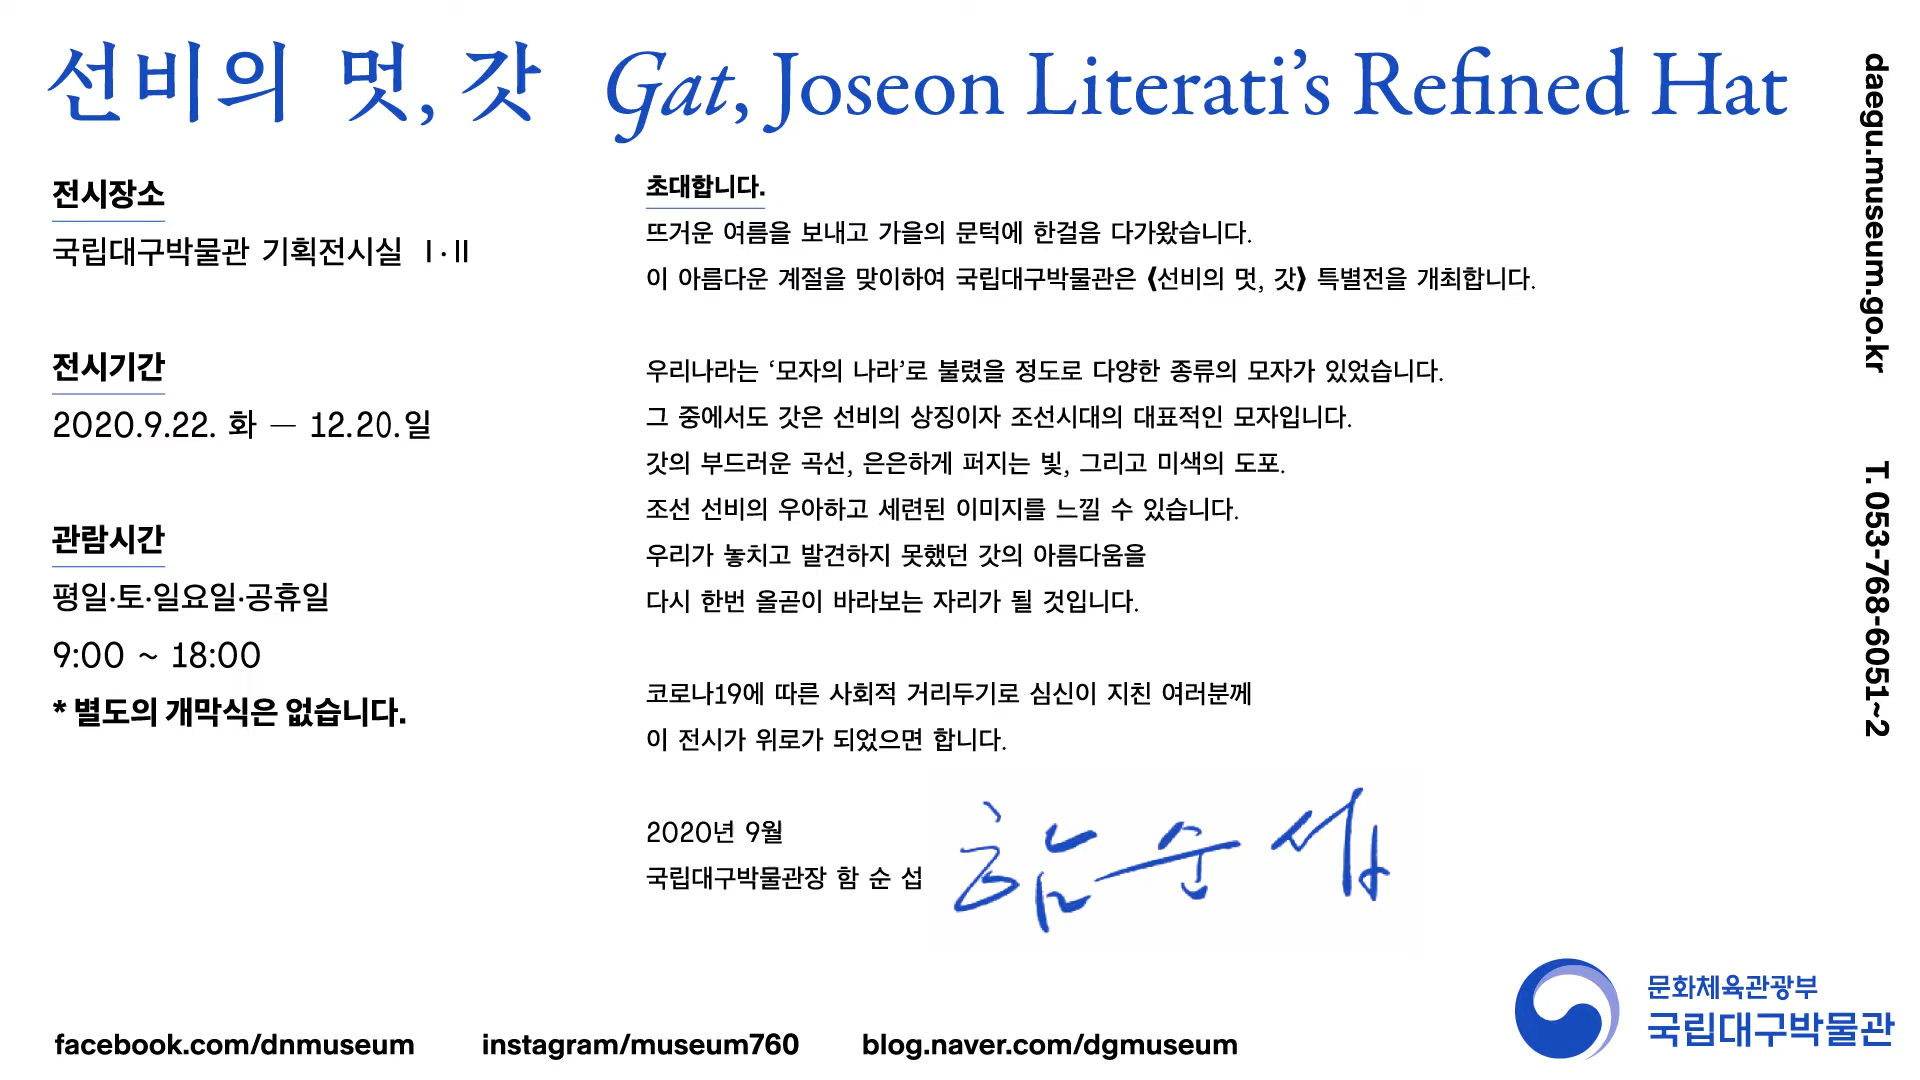 선비의 멋, 갓 Gat, Joseon Literati’s Refined Hat
전시장소
국립대구박물관 기획전시실 Ⅰ·Ⅱ
전시기간
2020.9.22. 화 — 12.20.일
관람시간
평일·토·일요일·공휴일
9:00 ~ 18:00
* 별도의 개막식은 없습니다.
초대합니다.
뜨거운 여름을 보내고 가을의 문턱에 한걸음 다가왔습니다.
이 아름다운 계절을 맞이하여 국립대구박물관은 《선비의 멋, 갓》 특별전을 개최합니다.
우리나라는 ‘모자의 나라’로 불렸을 정도로 다양한 종류의 모자가 있었습니다.
그 중에서도 갓은 선비의 상징이자 조선시대의 대표적인 모자입니다.
갓의 부드러운 곡선, 은은하게 퍼지는 빛, 그리고 미색의 도포.
조선 선비의 우아하고 세련된 이미지를 느낄 수 있습니다.
우리가 놓치고 발견하지 못했던 갓의 아름다움을
다시 한번 올곧이 바라보는 자리가 될 것입니다.
코로나19에 따른 사회적 거리두기로 심신이 지친 여러분께
이 전시가 위로가 되었으면 합니다.
2020년 9월
국립대구박물관장 함 순 섭
함순섭
daegu.museum.go.kr
T. 053-768-6051~2
facebook.com/dnmuseum
instagram/museum760
blog.naver.com/dgmuseum
문화체육관광부
국립대구박물관